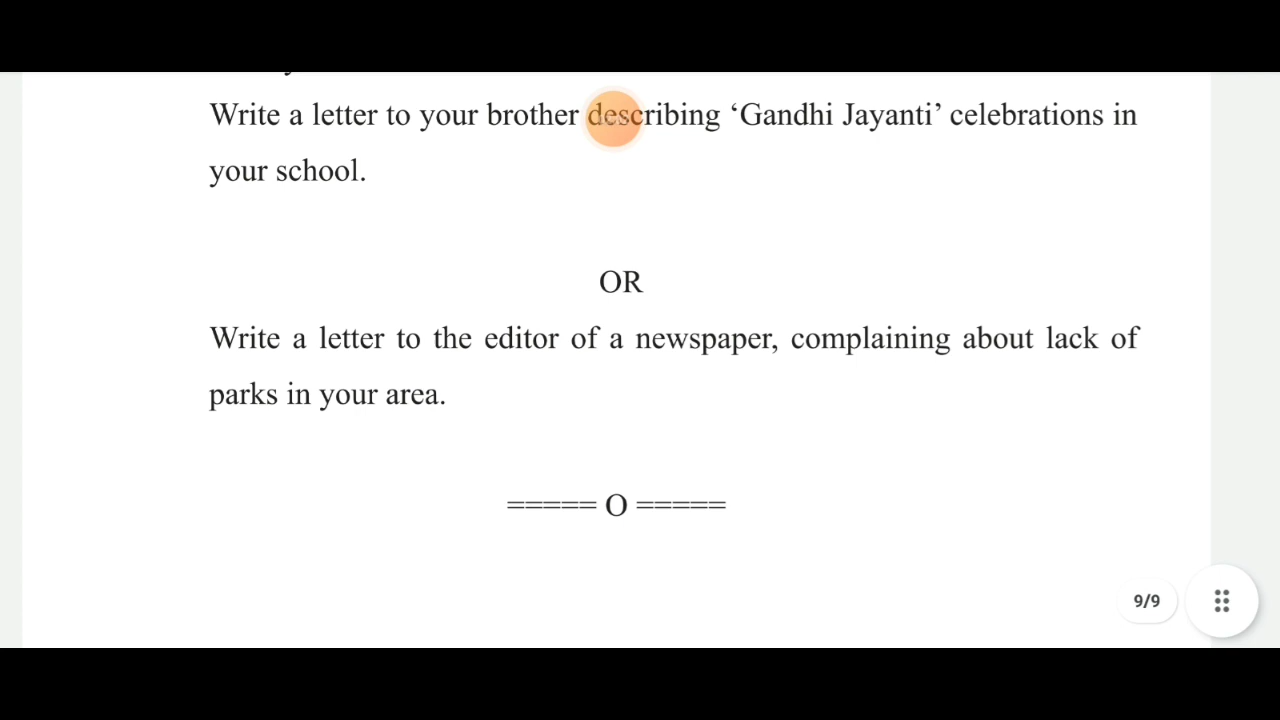 Write a letter to your brother describing ‘Gandhi Jayanti’ celebrations in
your school.
OR
Write a letter to the editor of a newspaper, complaining about lack of
parks in your area.
===== O =====
9/9